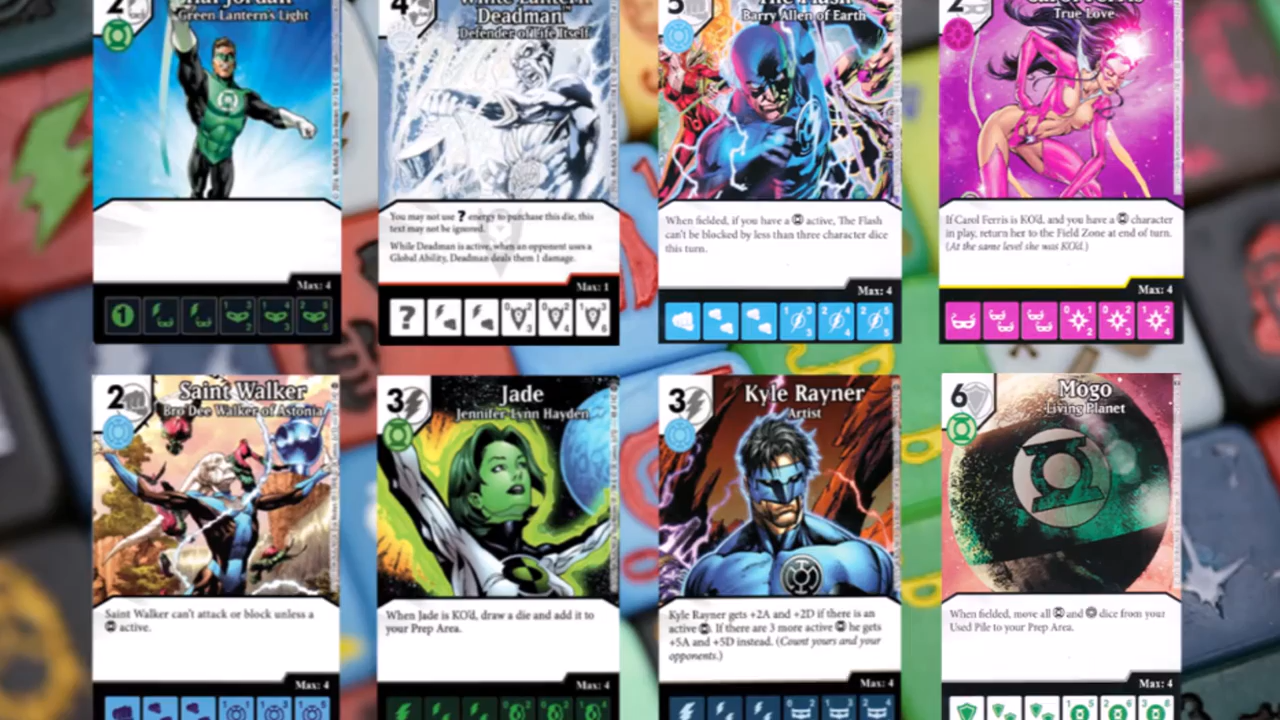 2
Hal Jordan
Green Lantern's Light
Max: 4
1
4
White Lantern
Deadman
Defender of Life Itself
You may not use ? energy to purchase this die, this
text may not be ignored.
While Deadman is active, when an opponent uses a
Global Ability, Deadman deals them 1 damage.
Max: 1
?
5
The Flash
Barry Allen of Earth
When fielded, if you have a active, The Flash
can't be blocked by less than three character dice
this turn.
Max: 4
2
Carol Ferris
True Love
If Carol Ferris is KO'd, and you have a character
in play, return her to the Field Zone at end of turn.
(At the same level she was KO'd.)
Max: 4
2
Saint Walker
Bro'Dee Walker of Astonia
Saint Walker can't attack or block unless a
active.
Max: 4
3
Jade
Jennifer-Lynn Hayden
When Jade is KO'd, draw a die and add it to
your Prep Area.
Max: 4
3
Kyle Rayner
Artist
Kyle Rayner gets +2A and +2D if there is an
active . If there are 3 more active he gets
+5A and +5D instead. (Count yours and your
opponents.)
Max: 4
6
Mogo
Living Planet
When fielded, move all and dice from your
Used Pile to your Prep Area.
Max: 4